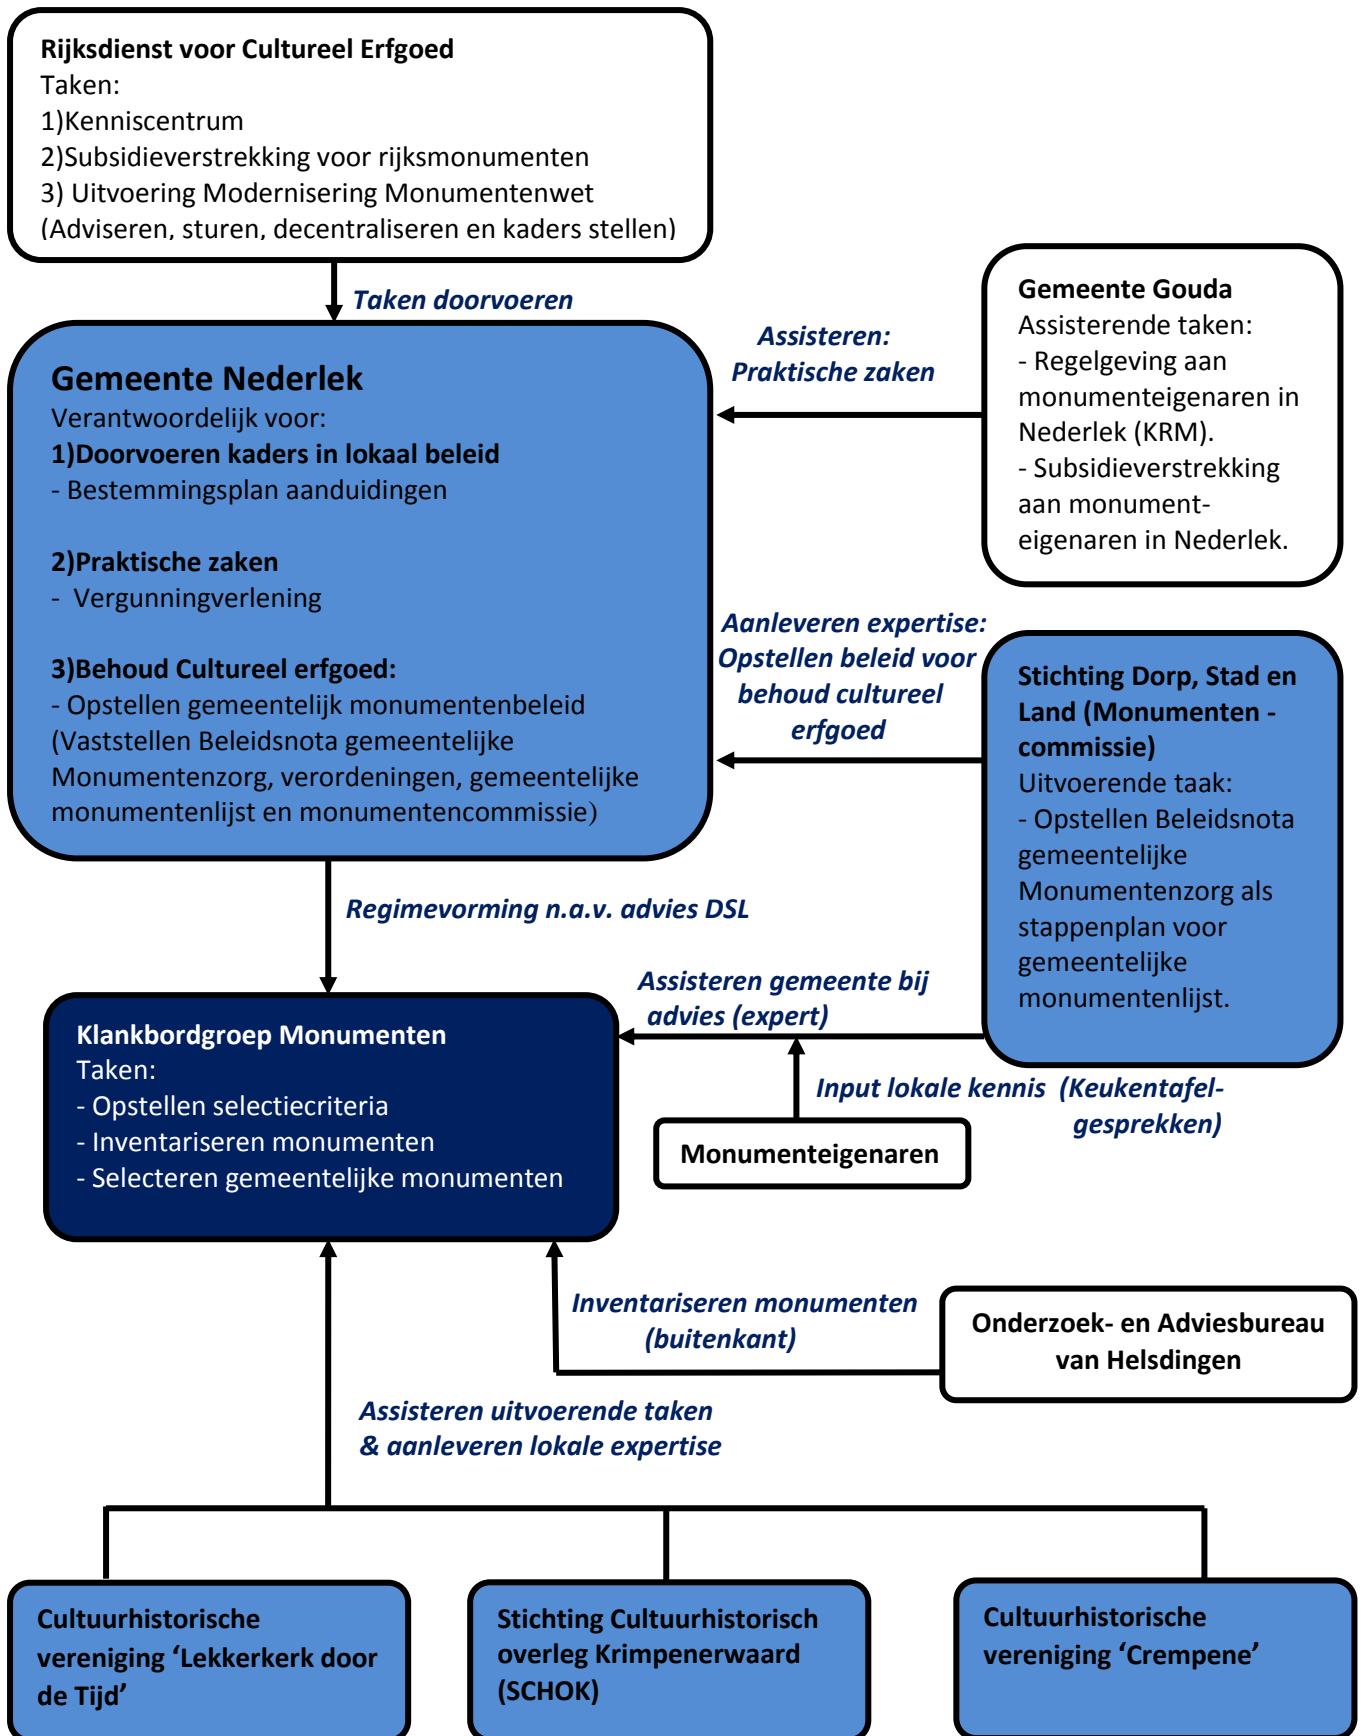 Rijksdienst voor Cultureel Erfgoed
Taken:
1)Kenniscentrum
2)Subsidieverstrekking voor rijksmonumenten
3) Uitvoering Modernisering Monumentenwet
(Adviseren, sturen, decentraliseren en kaders stellen)
Taken doorvoeren
Gemeente Gouda
Assisterende taken:
- Regelgeving aan
monumenteigenaren in
Nederlek (KRM).
- Subsidieverstrekking
aan monument-
eigenaren in Nederlek.
Assisteren:
Praktische zaken
Gemeente Nederlek
Verantwoordelijk voor:
1)Doorvoeren kaders in lokaal beleid
- Bestemmingsplan aanduidingen
2)Praktische zaken
- Vergunningverlening
3)Behoud Cultureel erfgoed:
- Opstellen gemeentelijk monumentenbeleid
(Vaststellen Beleidsnota gemeentelijke
Monumentenzorg, verordeningen, gemeentelijke
monumentenlijst en monumentencommissie)
Aanleveren expertise:
Opstellen beleid voor
behoud cultureel
erfgoed
Stichting Dorp, Stad en
Land (Monumenten -
commissie)
Uitvoerende taak:
- Opstellen Beleidsnota
gemeentelijke
Monumentenzorg als
stappenplan voor
gemeentelijke
monumentenlijst.
Regimevorming n.a.v. advies DSL
Assisteren gemeente bij
advies (expert)
Klankbordgroep Monumenten
Taken:
- Opstellen selectiecriteria
- Inventariseren monumenten
- Selecteren gemeentelijke monumenten
Input lokale kennis (Keukentafel-
gesprekken)
Monumenteigenaren
Inventariseren monumenten
(buitenkant)
Onderzoek- en Adviesbureau
van Helsdingen
Assisteren uitvoerende taken
& aanleveren lokale expertise
Cultuurhistorische
vereniging ‘Lekkerkerk door
de Tijd’
Stichting Cultuurhistorisch
overleg Krimpenerwaard
(SCHOK)
Cultuurhistorische
vereniging ‘Crempene’